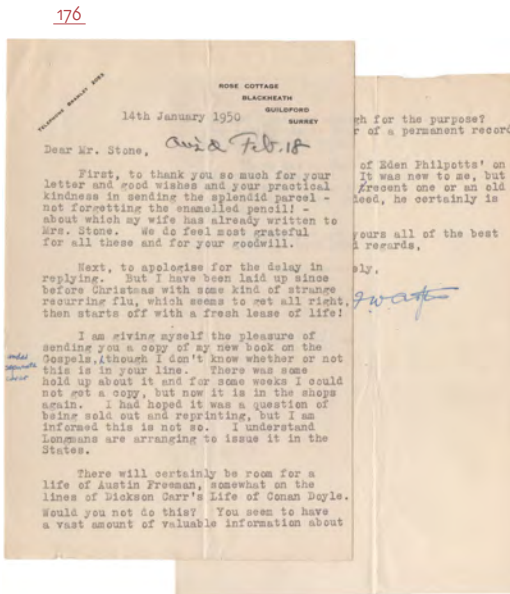 176
TELEPHONE BRAMLEY
ROSE COTTAGE
BLACKHEATH
GUILDFORD
SURREY
14th January 1950
Feb. 18
Dear Mr. Stone,
First, to thank you so much for your
letter and good wishes and your practical
kindness in sending the splendid parcel -
not forgetting the enamelled pencil! -
about which my wife has already written to
Mrs. Stone. We do feel most grateful
for all these and for your goodwill.
Next, to apologise for the delay in
replying. But I have been laid up since
before Christmas with some kind of strange
recurring flu, which seems to get all right,
then starts off with a fresh lease of life!
I am giving myself the pleasure of
sending you a copy of my new book on the
Gospels, though I don't know whether or not
this is in your line. There was some
hold up about it and for some weeks I could
not get a copy, but now it is in the shops
again. I had hoped it was a question of
being sold out and reprinting, but I am
informed this is not so. I understand
Longmans are arranging to issue it in the
States.
under
separate
cover
There will certainly be room for a
life of Austin Freeman, somewhat on the
lines of Dickson Carr's Life of Conan Doyle.
Would you not do this? You seem to have
a vast amount of valuable information about
gh for the purpose?
r of a permanent record
of Eden Philpotts' on
It was new to me, but
recent one or an old
deed, he certainly is
yours all of the best
d regards,
ely,